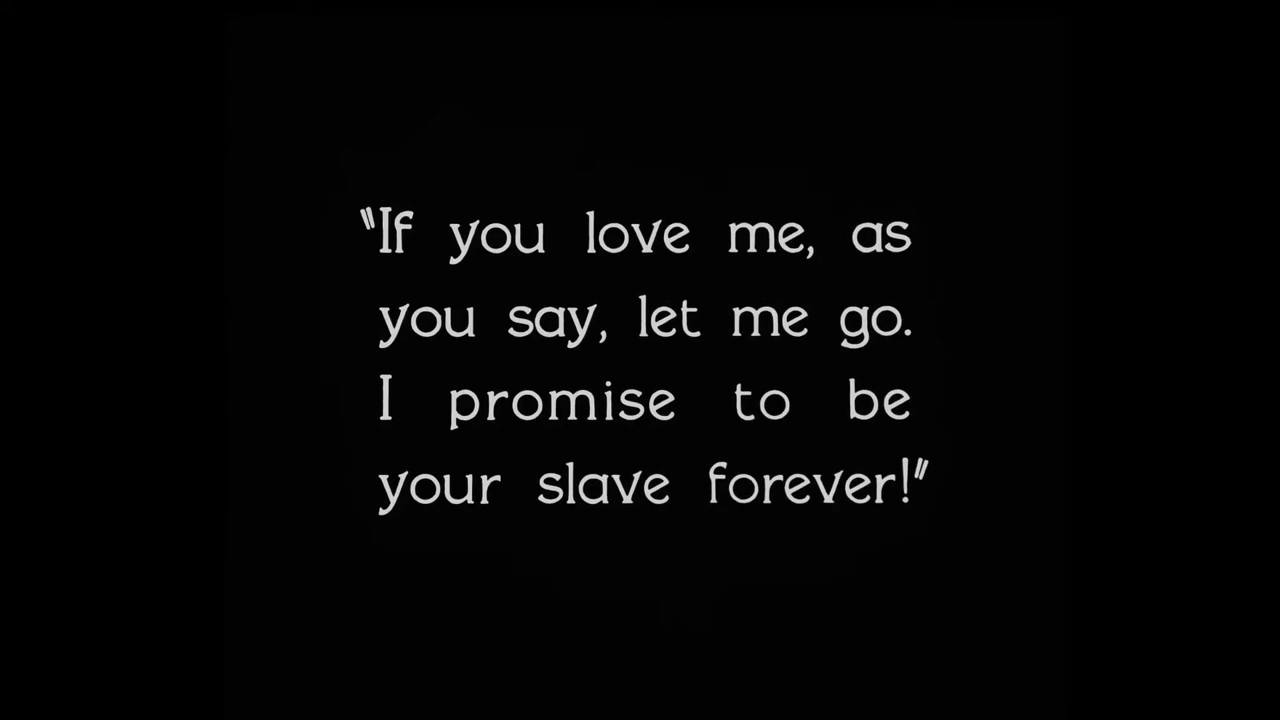 "If you love me, as
you say, let me go.
I promise to be
your slave forever!"